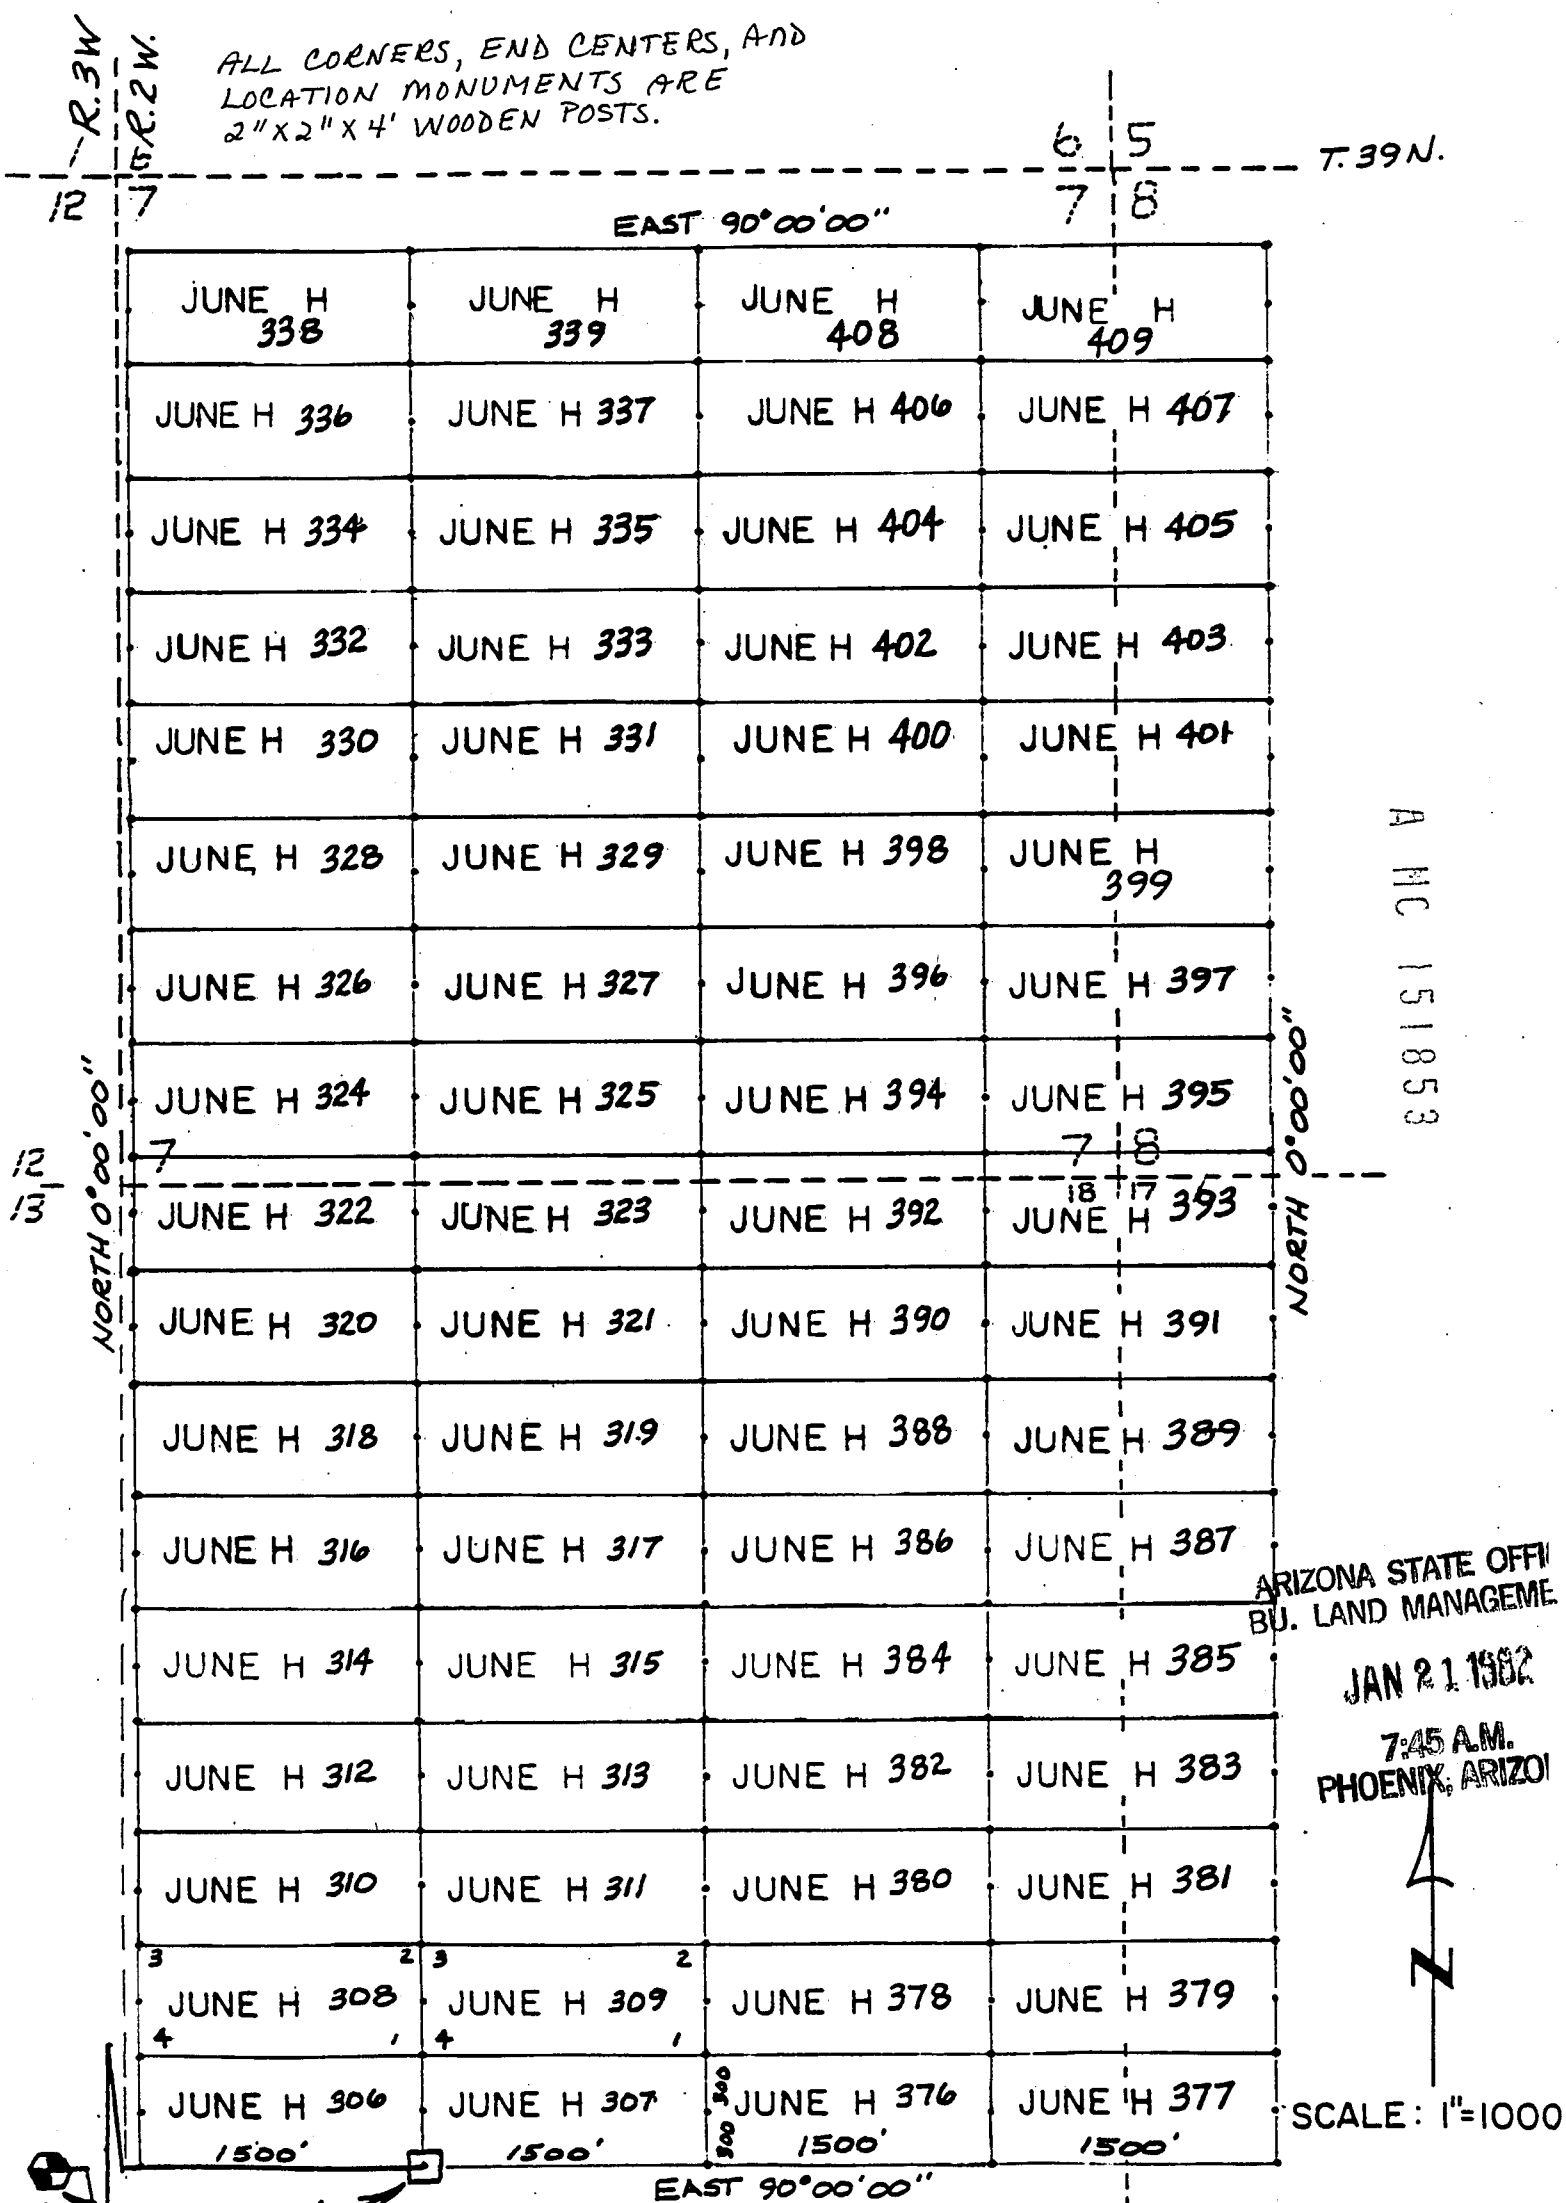 R.3W
R.2W.
ALL CORNERS, END CENTERS, AND
LOCATION MONUMENTS ARE
2"X2"X4' WOODEN POSTS.
6 5
T.39N.
12 7
7 8
EAST 90°00'00"
JUNE H 338
JUNE H 339
JUNE H 408
JUNE H 409
JUNE H 336
JUNE H 337
JUNE H 406
JUNE H 407
JUNE H 334
JUNE H 335
JUNE H 404
JUNE H 405
JUNE H 332
JUNE H 333
JUNE H 402
JUNE H 403
JUNE H 330
JUNE H 331
JUNE H 400
JUNE H 401
JUNE H 328
JUNE H 329
JUNE H 398
JUNE H
399
A MC 151853
JUNE H 326
JUNE H 327
JUNE H 396
JUNE H 397
JUNE H 324
JUNE H 325
JUNE H 394
JUNE H 395
NORTH 0°00'00"
NORTH 0°00'00"
12 7
7 8
13
18 17
JUNE H 322
JUNE H 323
JUNE H 392
JUNE H 393
JUNE H 320
JUNE H 321
JUNE H 390
JUNE H 391
JUNE H 318
JUNE H 319
JUNE H 388
JUNE H 389
JUNE H 316
JUNE H 317
JUNE H 386
JUNE H 387
ARIZONA STATE OFFI
BU. LAND MANAGEME
JAN 21 1982
7:45 A.M.
PHOENIX, ARIZO
JUNE H 314
JUNE H 315
JUNE H 384
JUNE H 385
JUNE H 312
JUNE H 313
JUNE H 382
JUNE H 383
JUNE H 310
JUNE H 311
JUNE H 380
JUNE H 381
3 2 3 2
JUNE H 308
JUNE H 309
JUNE H 378
JUNE H 379
N
4 1 4 1
JUNE H 306
JUNE H 307
300 300
JUNE H 376
JUNE H 377
SCALE: 1"=1000
1500'
1500'
1500'
1500'
EAST 90°00'00"